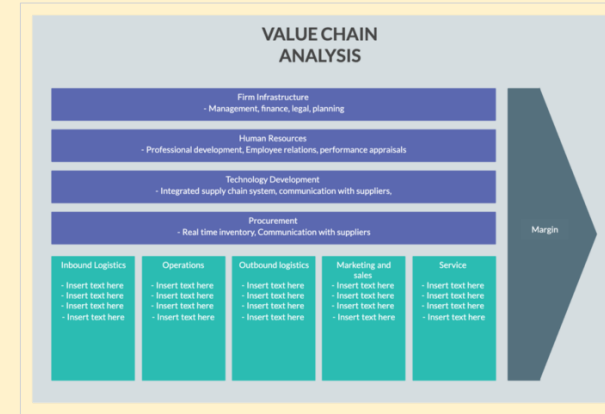 VALUE CHAIN
ANALYSIS
Firm Infrastructure
- Management, finance, legal, planning
Human Resources
- Professional development, Employee relations, performance appraisals
Technology Development
- Integrated supply chain system, communication with suppliers,
Procurement
- Real time inventory, Communication with suppliers
Margin
Inbound Logistics
- Insert text here
- Insert text here
- Insert text here
- Insert text here
Operations
- Insert text here
- Insert text here
- Insert text here
- Insert text here
Outbound logistics
- Insert text here
- Insert text here
- Insert text here
- Insert text here
Marketing and
sales
- Insert text here
- Insert text here
- Insert text here
- Insert text here
Service
- Insert text here
- Insert text here
- Insert text here
- Insert text here